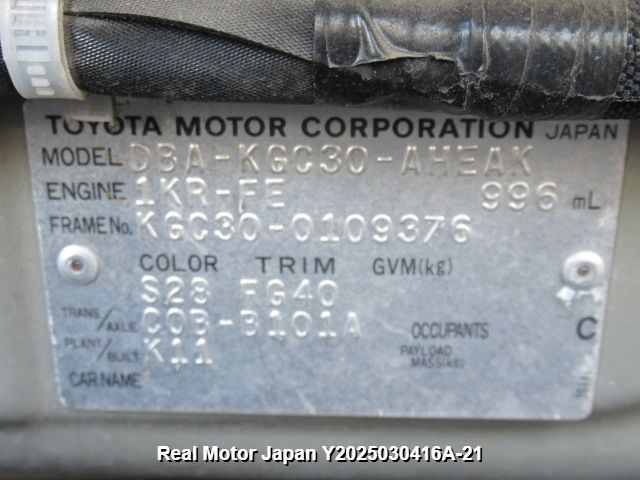 TOYOTA MOTOR CORPORATION JAPAN
MODEL DBA-KGC30-AHEAK
ENGINE 1KR-FE 996 mL
FRAME No. KGC30-0109376
COLOR TRIM GVM(kg)
S28 FG40
TRANS/AXLE C0B-B101A OCCUPANTS C
PLANT/BUILT K11 PAYLOAD MASS(kg)
CAR NAME
Real Motor Japan Y2025030416A-21